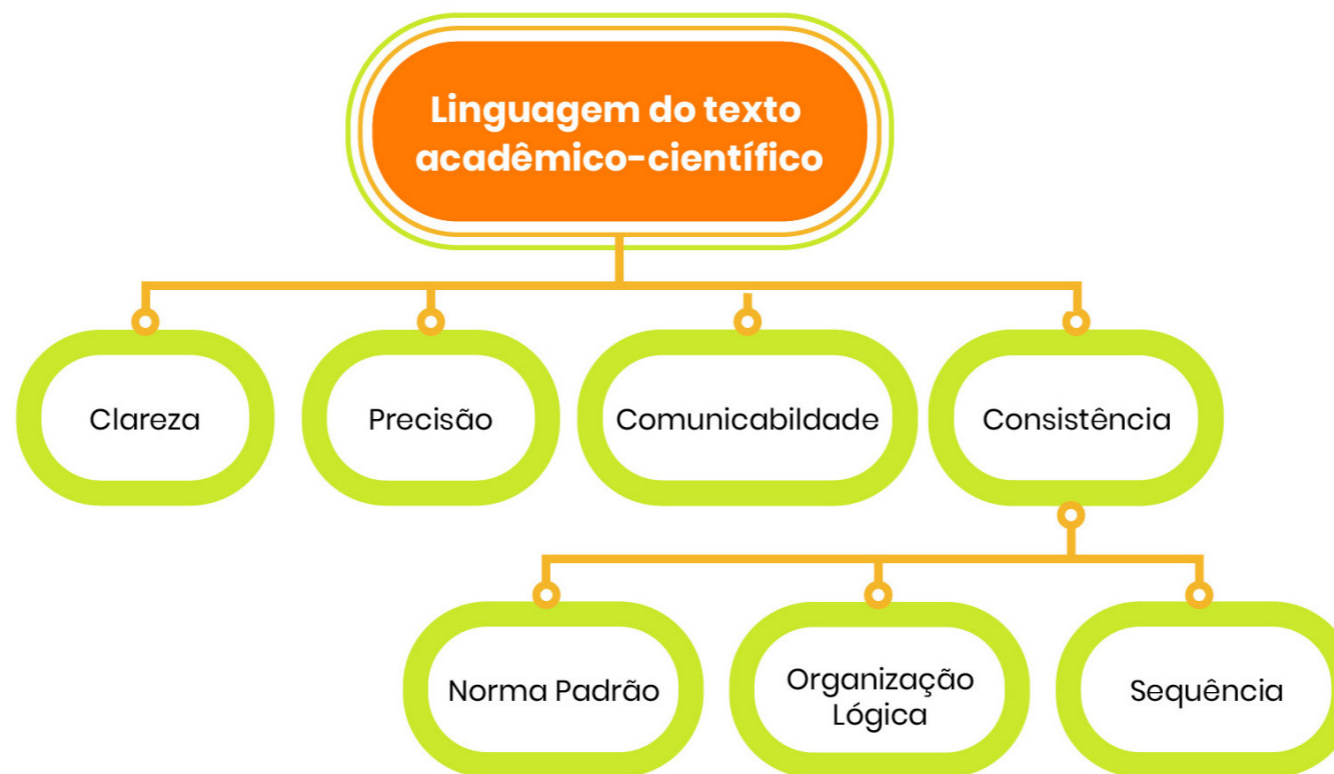 Linguagem do texto
acadêmico-científico
Clareza
Precisão
Comunicabildade
Consistência
Norma Padrão
Organização
Lógica
Sequência